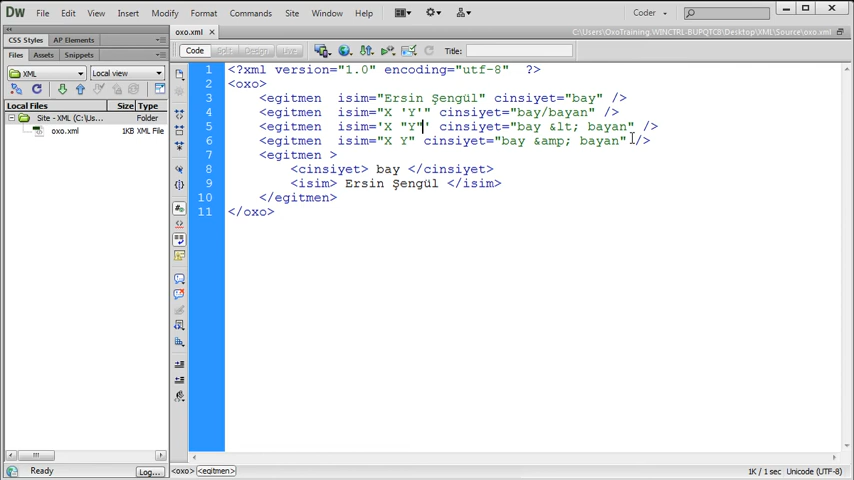 Dw File Edit View Insert Modify Format Commands Site Window Help Coder
CSS Styles AP Elements
oxo.xml × C:\Users\OxoTraining.WINCTRL-BUPQTCB\Desktop\XML\Source\oxo.xml
Files Assets Snippets
Code Split Design Live Title:
XML Local view
Local Files Size Type
Site - XML (C:\Us... Folder
oxo.xml 1KB XML File
1 <?xml version="1.0" encoding="utf-8" ?>
2 <oxo>
3 <egitmen isim="Ersin Şengül" cinsiyet="bay" />
4 <egitmen isim="X 'Y'" cinsiyet="bay/bayan" />
5 <egitmen isim='X "Y"' cinsiyet="bay &lt; bayan" />
6 <egitmen isim="X Y" cinsiyet="bay &amp; bayan" />
7 <egitmen >
8 <cinsiyet> bay </cinsiyet>
9 <isim> Ersin Şengül </isim>
10 </egitmen>
11 </oxo>
Ready Log...
<oxo> <egitmen> 1K / 1 sec Unicode (UTF-8)